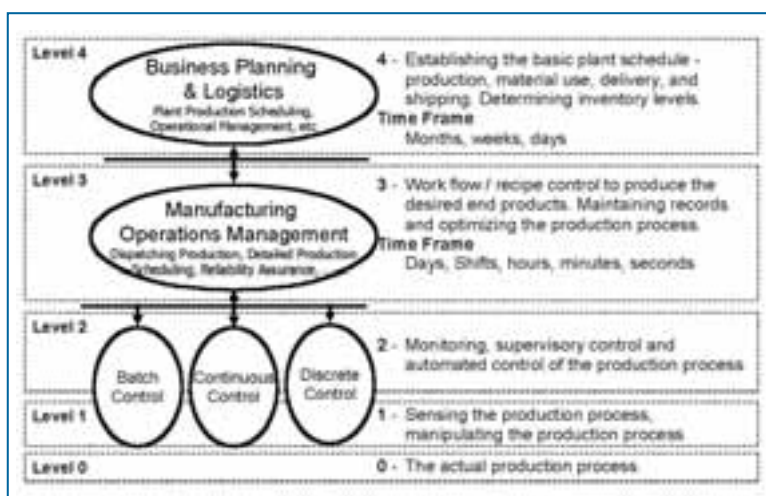 Level 4
Business Planning
& Logistics
Plant Production Scheduling,
Operational Management, etc
4 - Establishing the basic plant schedule -
production, material use, delivery, and
shipping. Determining inventory levels.
Time Frame
Months, weeks, days
Level 3
Manufacturing
Operations Management
Dispatching Production, Detailed Production
Scheduling, Reliability Assurance,
3 - Work flow / recipe control to produce the
desired end products. Maintaining records
and optimizing the production process.
Time Frame
Days, Shifts, hours, minutes, seconds
Level 2
Batch
Control
Continuous
Control
Discrete
Control
2 - Monitoring, supervisory control and
automated control of the production process
Level 1
1 - Sensing the production process,
manipulating the production process
Level 0
0 - The actual production process